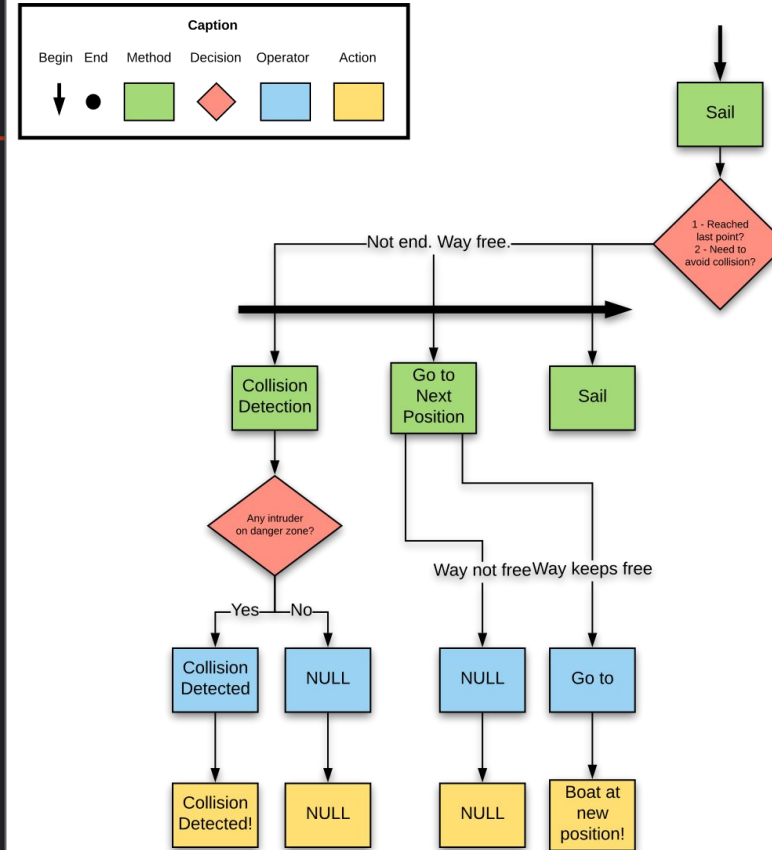 Caption
Begin End Method Decision Operator Action
Sail
1 - Reached
last point?
2 - Need to
avoid collision?
Not end. Way free.
Collision
Detection
Go to
Next
Position
Sail
Any intruder
on danger zone?
Way not free
Way keeps free
Yes
No
Collision
Detected
NULL
NULL
Go to
Collision
Detected!
NULL
NULL
Boat at
new
position!